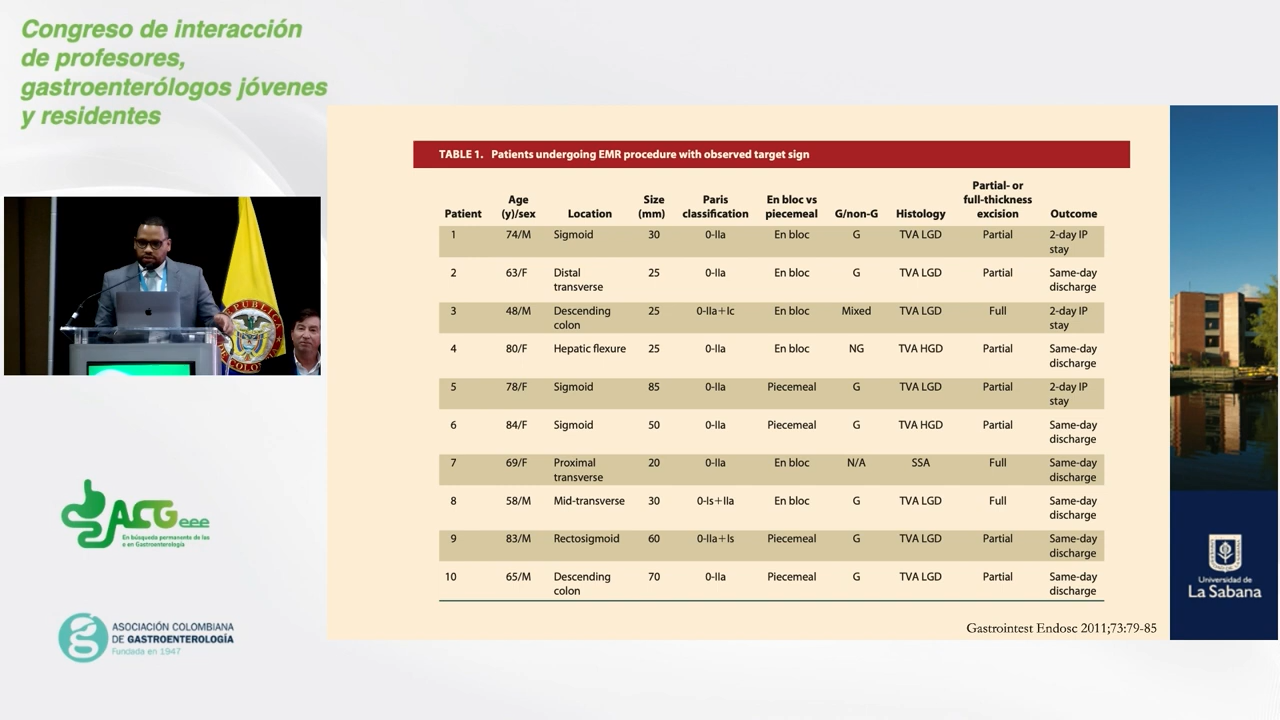 Congreso de interacción
de profesores,
gastroenterólogos jóvenes
y residentes
TABLE 1. Patients undergoing EMR procedure with observed target sign
Patient Age (y)/sex Location Size (mm) Paris classification En bloc vs piecemeal G/non-G Histology Partial- or full-thickness excision Outcome
1 74/M Sigmoid 30 0-IIa En bloc G TVA LGD Partial 2-day IP stay
2 63/F Distal transverse 25 0-IIa En bloc G TVA LGD Partial Same-day discharge
3 48/M Descending colon 25 0-IIa+Ic En bloc Mixed TVA LGD Full 2-day IP stay
4 80/F Hepatic flexure 25 0-IIa En bloc NG TVA HGD Partial Same-day discharge
5 78/F Sigmoid 85 0-IIa Piecemeal G TVA LGD Partial 2-day IP stay
6 84/F Sigmoid 50 0-IIa Piecemeal G TVA HGD Partial Same-day discharge
7 69/F Proximal transverse 20 0-IIa En bloc N/A SSA Full Same-day discharge
8 58/M Mid-transverse 30 0-Is+IIa En bloc G TVA LGD Full Same-day discharge
9 83/M Rectosigmoid 60 0-IIa+Is Piecemeal G TVA LGD Partial Same-day discharge
10 65/M Descending colon 70 0-IIa Piecemeal G TVA LGD Partial Same-day discharge
Gastrointest Endosc 2011;73:79-85
ACG eee
En búsqueda permanente de las
e en Gastroenterología
ASOCIACIÓN COLOMBIANA
DE GASTROENTEROLOGÍA
Fundada en 1947
Universidad de
La Sabana